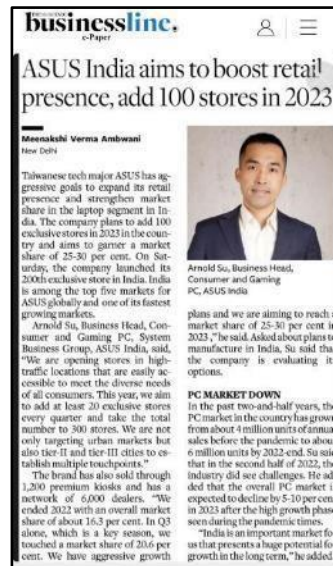 businessline.
e-Paper
ASUS India aims to boost retail
presence, add 100 stores in 2023
Meenakshi Verma Ambwani
New Delhi
Taiwanese tech major ASUS has ag-
gressive goals to expand its retail
presence and strengthen market
share in the laptop segment in In-
dia. The company plans to add 100
exclusive stores in 2023 in the coun-
try and aims to garner a market
share of 25-30 per cent. On Sat-
urday, the company launched its
200th exclusive store in India. India
is among the top five markets for
ASUS globally and one of its fastest
growing markets.
Arnold Su, Business Head, Con-
sumer and Gaming PC, System
Business Group, ASUS India, said,
“We are opening stores in high-
traffic locations that are easily ac-
cessible to meet the diverse needs
of all consumers. This year, we aim
to add at least 20 exclusive stores
every quarter and take the total
number to 300 stores. We are not
only targeting urban markets but
also tier-II and tier-III cities to es-
tablish multiple touchpoints.”
The brand has also sold through
1,200 premium kiosks and has a
network of 6,000 dealers. “We
ended 2022 with an overall market
share of about 16.3 per cent. In Q3
alone, which is a key season, we
touched a market share of 20.6 per
cent. We have aggressive growth
Arnold Su, Business Head,
Consumer and Gaming
PC, ASUS India
plans and we are aiming to reach a
market share of 25-30 per cent in
2023,” he said. Asked about plans to
manufacture in India, Su said that
the company is evaluating its
options.
PC MARKET DOWN
In the past two-and-half years, the
PC market in the country has grown
from about 4 million units of annual
sales before the pandemic to about
6 million units by 2022-end. Su said
that in the second half of 2022, the
industry did see challenges. He ad-
ded that the overall PC market is
expected to decline by 5-10 per cent
in 2023 after the high growth phase
seen during the pandemic times.
“India is an important market for
us that presents a huge potential for
growth in the long term,” he added.